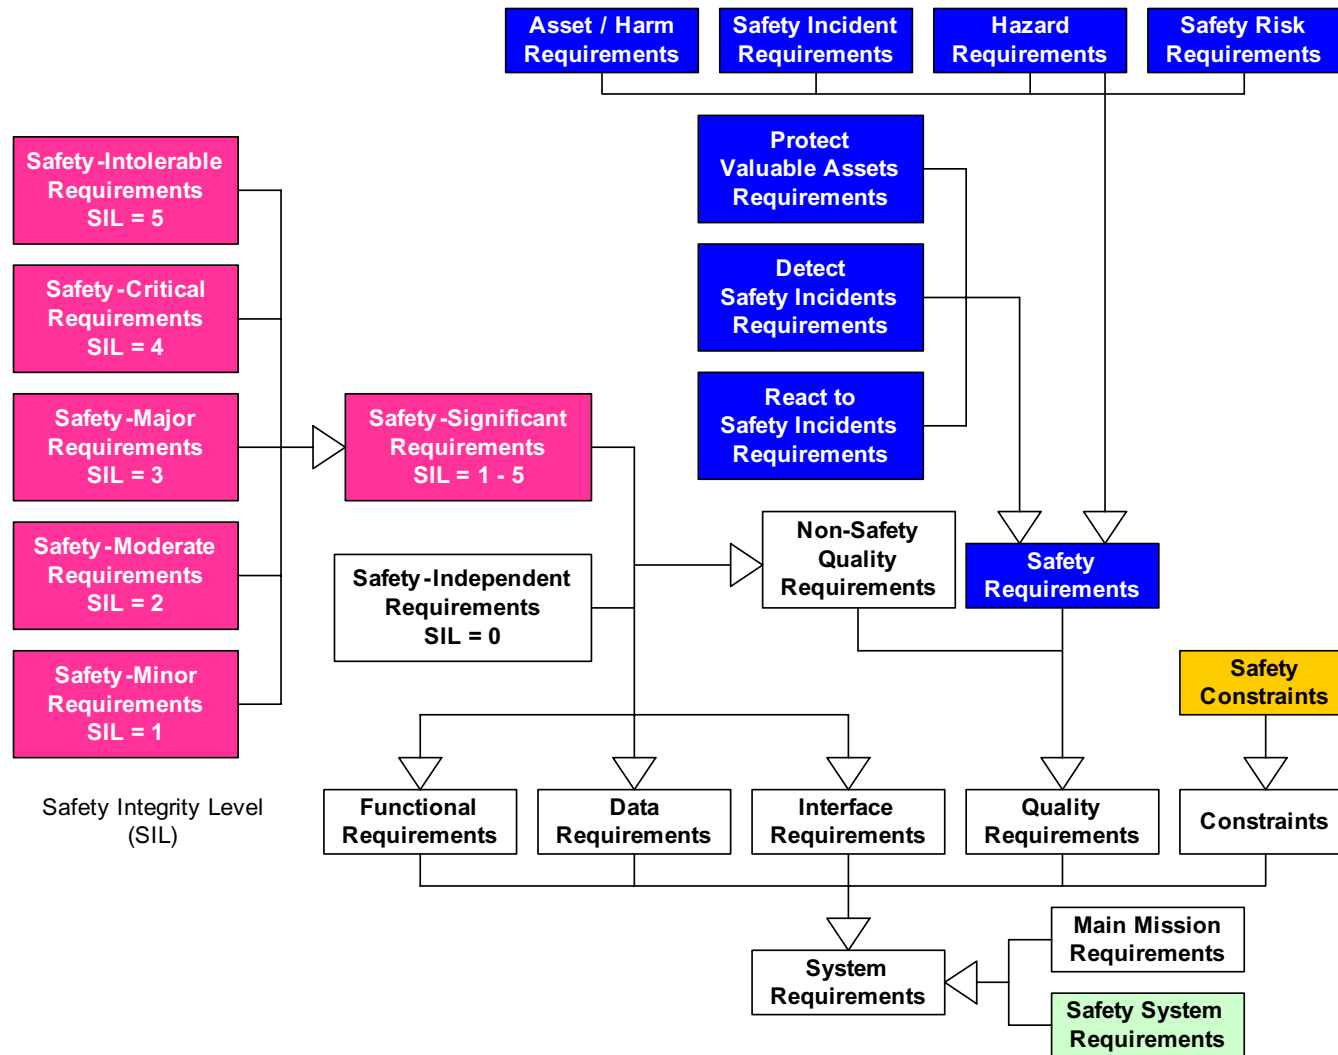 Asset / Harm
Requirements
Safety Incident
Requirements
Hazard
Requirements
Safety Risk
Requirements
Protect
Valuable Assets
Requirements
Detect
Safety Incidents
Requirements
React to
Safety Incidents
Requirements
Safety-Intolerable
Requirements
SIL = 5
Safety-Critical
Requirements
SIL = 4
Safety-Major
Requirements
SIL = 3
Safety-Moderate
Requirements
SIL = 2
Safety-Minor
Requirements
SIL = 1
Safety Integrity Level
(SIL)
Safety-Significant
Requirements
SIL = 1 - 5
Safety-Independent
Requirements
SIL = 0
Non-Safety
Quality
Requirements
Safety
Requirements
Safety
Constraints
Functional
Requirements
Data
Requirements
Interface
Requirements
Quality
Requirements
Constraints
System
Requirements
Main Mission
Requirements
Safety System
Requirements